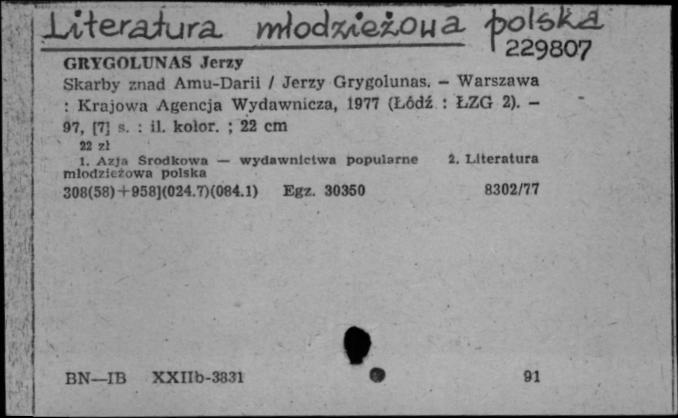 Literatura młodzieżowa polska
229807
GRYGOLUNAS Jerzy
Skarby znad Amu-Darii / Jerzy Grygolunas. – Warszawa
: Krajowa Agencja Wydawnicza, 1977 (Łódź : ŁZG 2). –
97, [7] s. : il. kolor. ; 22 cm
22 zł
1. Azja Środkowa — wydawnictwa popularne 2. Literatura
młodzieżowa polska
308(58)+958](024.7)(084.1) Egz. 30350 8302/77
BN—IB XXIIb-3831 91